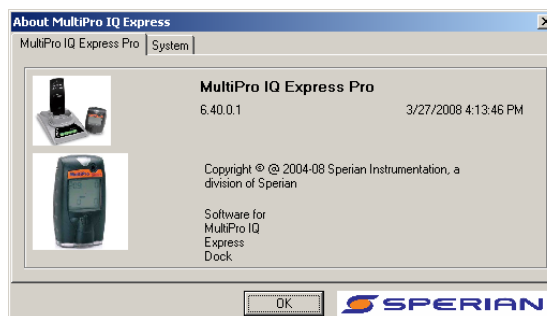 About MultiPro IQ Express
MultiPro IQ Express Pro
System
MultiPro IQ Express Pro
6.40.0.1
3/27/2008 4:13:46 PM
Copyright © @ 2004-08 Sperian Instrumentation, a
division of Sperian
Software for
MultiPro IQ
Express
Dock
OK
SPERIAN